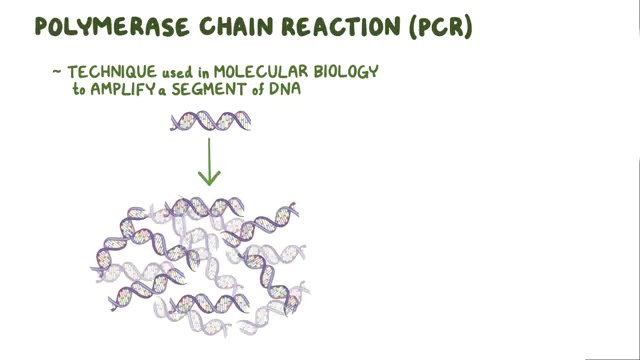 POLYMERASE CHAIN REACTION (PCR)
~ TECHNIQUE used in MOLECULAR BIOLOGY
to AMPLIFY a SEGMENT of DNA